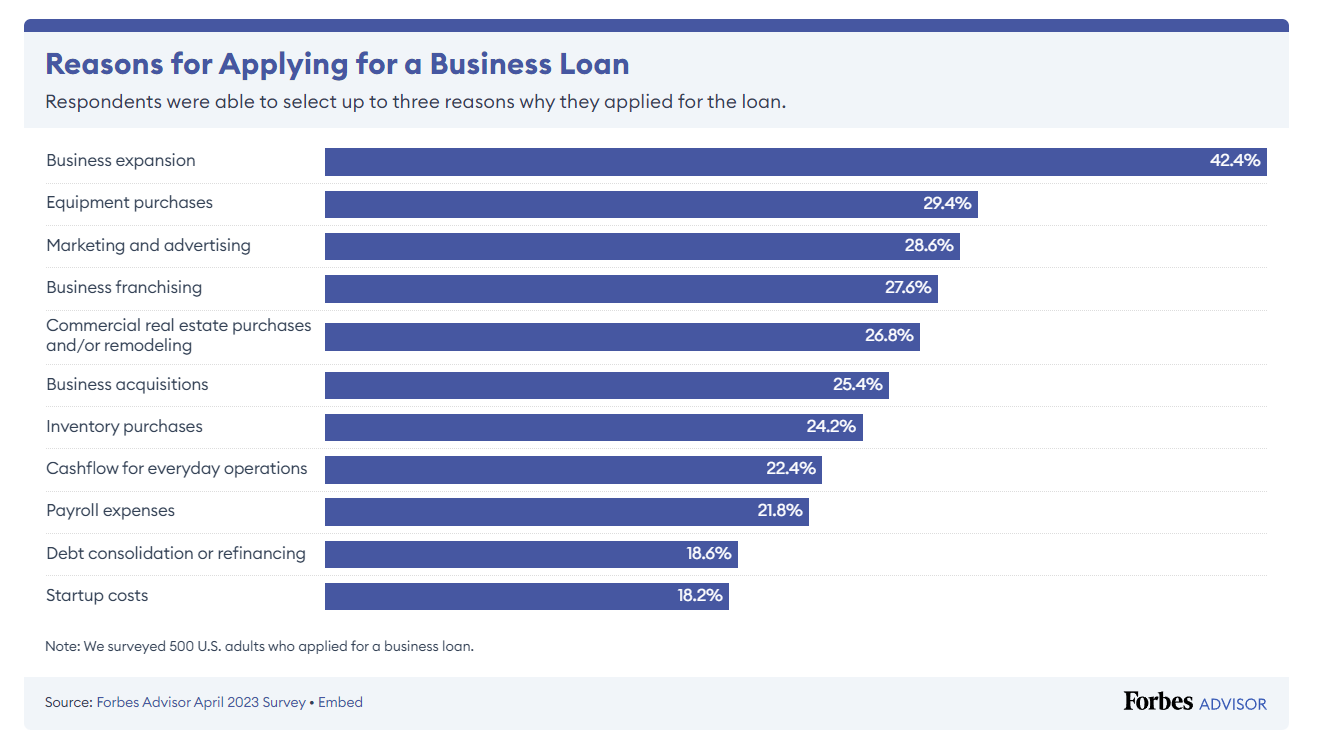 Reasons for Applying for a Business Loan
Respondents were able to select up to three reasons why they applied for the loan.
Business expansion 42.4%
Equipment purchases 29.4%
Marketing and advertising 28.6%
Business franchising 27.6%
Commercial real estate purchases
and/or remodeling 26.8%
Business acquisitions 25.4%
Inventory purchases 24.2%
Cashflow for everyday operations 22.4%
Payroll expenses 21.8%
Debt consolidation or refinancing 18.6%
Startup costs 18.2%
Note: We surveyed 500 U.S. adults who applied for a business loan.
Source: Forbes Advisor April 2023 Survey • Embed Forbes ADVISOR